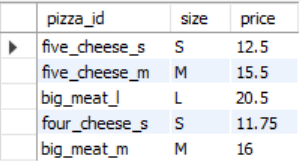 pizza_id size price
five_cheese_s S 12.5
five_cheese_m M 15.5
big_meat_l L 20.5
four_cheese_s S 11.75
big_meat_m M 16